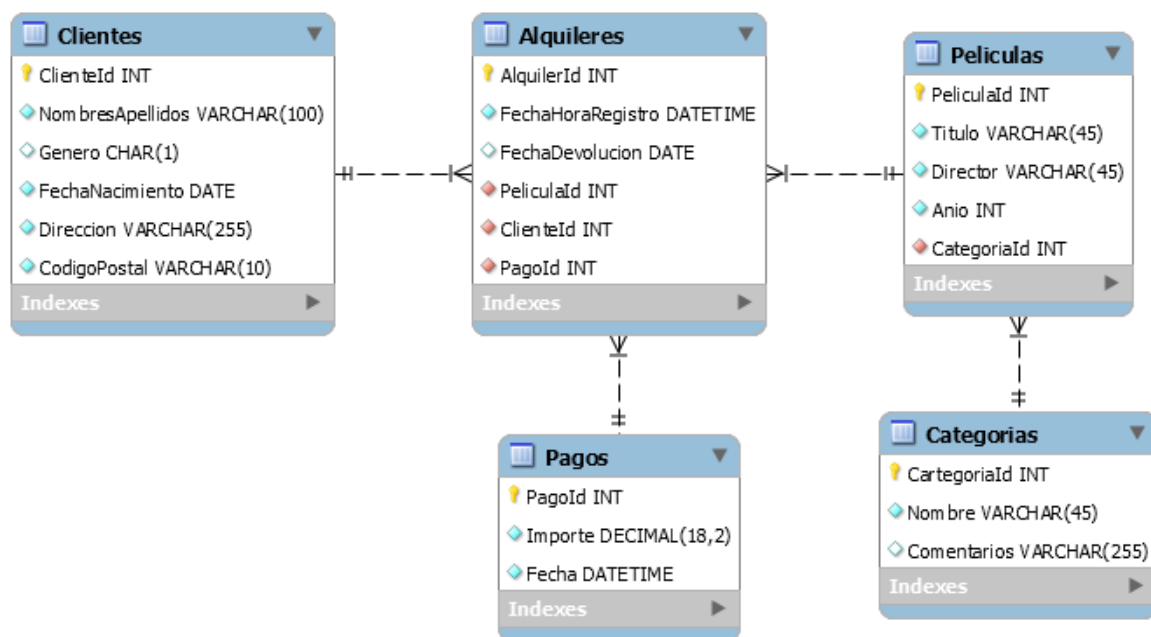 Clientes
ClienteId INT
NombresApellidos VARCHAR(100)
Genero CHAR(1)
FechaNacimiento DATE
Direccion VARCHAR(255)
CodigoPostal VARCHAR(10)
Indexes
Alquileres
AlquilerId INT
FechaHoraRegistro DATETIME
FechaDevolucion DATE
PeliculaId INT
ClienteId INT
PagoId INT
Indexes
Peliculas
PeliculaId INT
Titulo VARCHAR(45)
Director VARCHAR(45)
Anio INT
CategoriaId INT
Indexes
Pagos
PagoId INT
Importe DECIMAL(18,2)
Fecha DATETIME
Indexes
Categorias
CartegoriaId INT
Nombre VARCHAR(45)
Comentarios VARCHAR(255)
Indexes